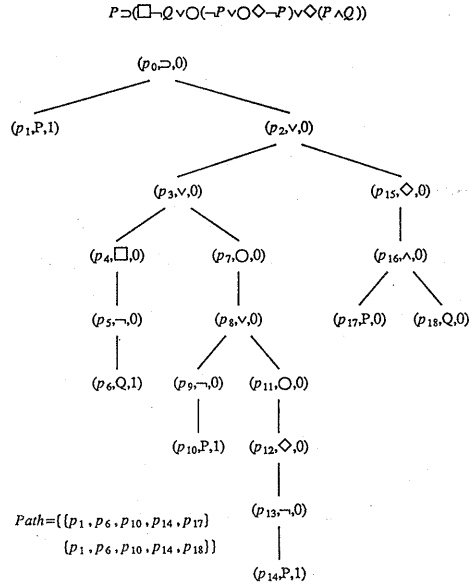 P⊃(□¬Q∨○(¬P∨○◇¬P)∨◇(P∧Q))
(p₀,⊃,0)
(p₁,P,1) (p₂,∨,0)
(p₃,∨,0) (p₁₅,◇,0)
(p₄,□,0) (p₇,○,0) (p₁₆,∧,0)
(p₅,¬,0) (p₈,∨,0) (p₁₇,P,0) (p₁₈,Q,0)
(p₆,Q,1) (p₉,¬,0) (p₁₁,○,0)
(p₁₀,P,1) (p₁₂,◇,0)
(p₁₃,¬,0)
Path={{p₁,p₆,p₁₀,p₁₄,p₁₇}
{p₁,p₆,p₁₀,p₁₄,p₁₈}}
(p₁₄,P,1)